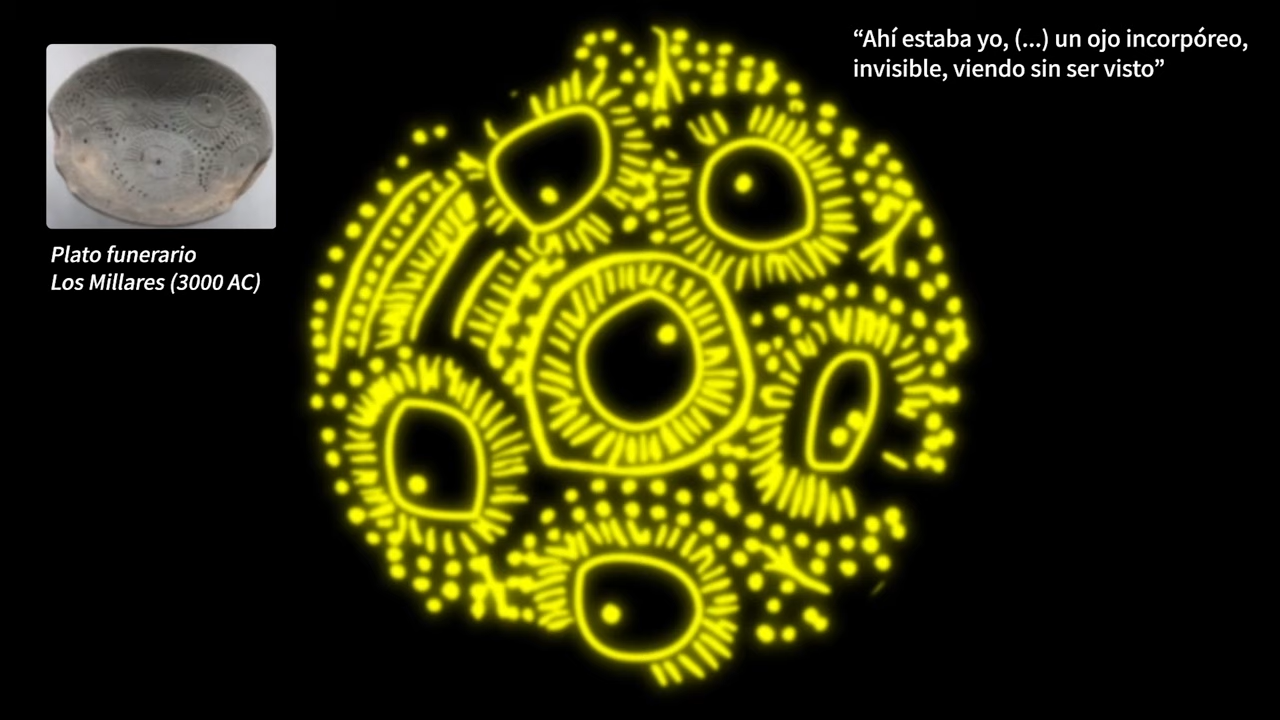 “Ahí estaba yo, (...) un ojo incorpóreo,
invisible, viendo sin ser visto”
Plato funerario
Los Millares (3000 AC)